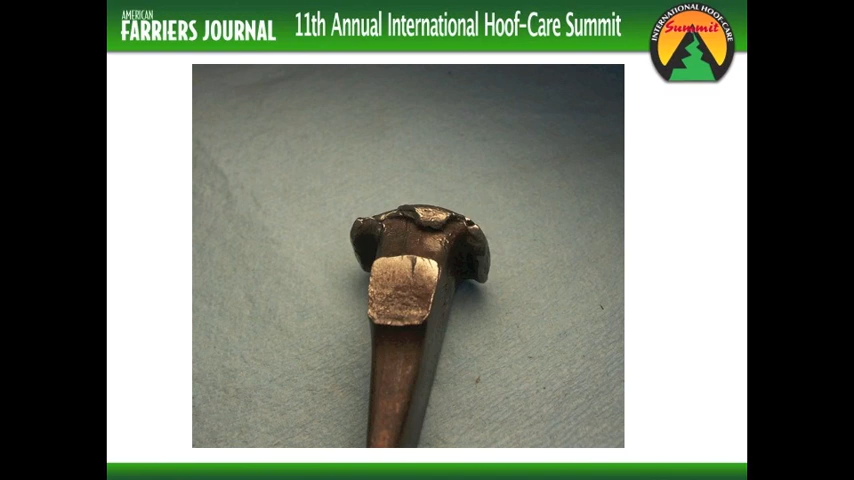 AMERICAN
FARRIERS JOURNAL
11th Annual International Hoof-Care Summit
INTERNATIONAL HOOF-CARE
Summit